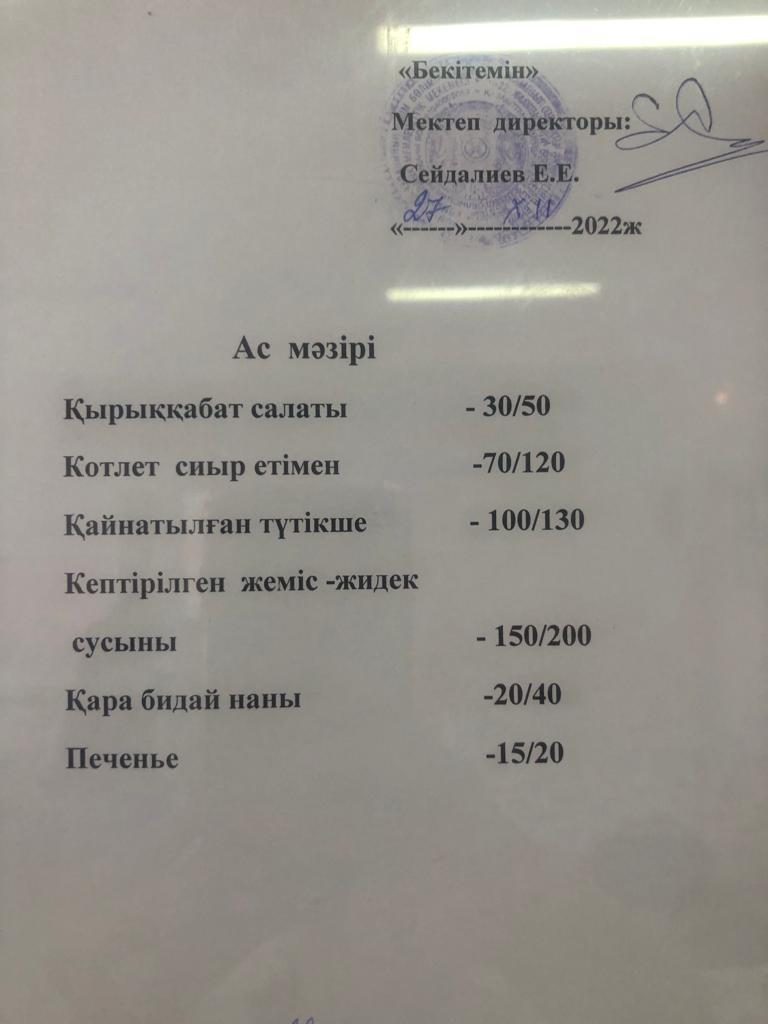 «Бекітемін»
Мектеп директоры:
Сейдалиев Е.Е.
«--27--»---XII---2022ж
Ас мәзірі
Қырыққабат салаты - 30/50
Котлет сиыр етімен -70/120
Қайнатылған түтікше - 100/130
Кептірілген жеміс -жидек
сусыны - 150/200
Қара бидай наны -20/40
Печенье -15/20